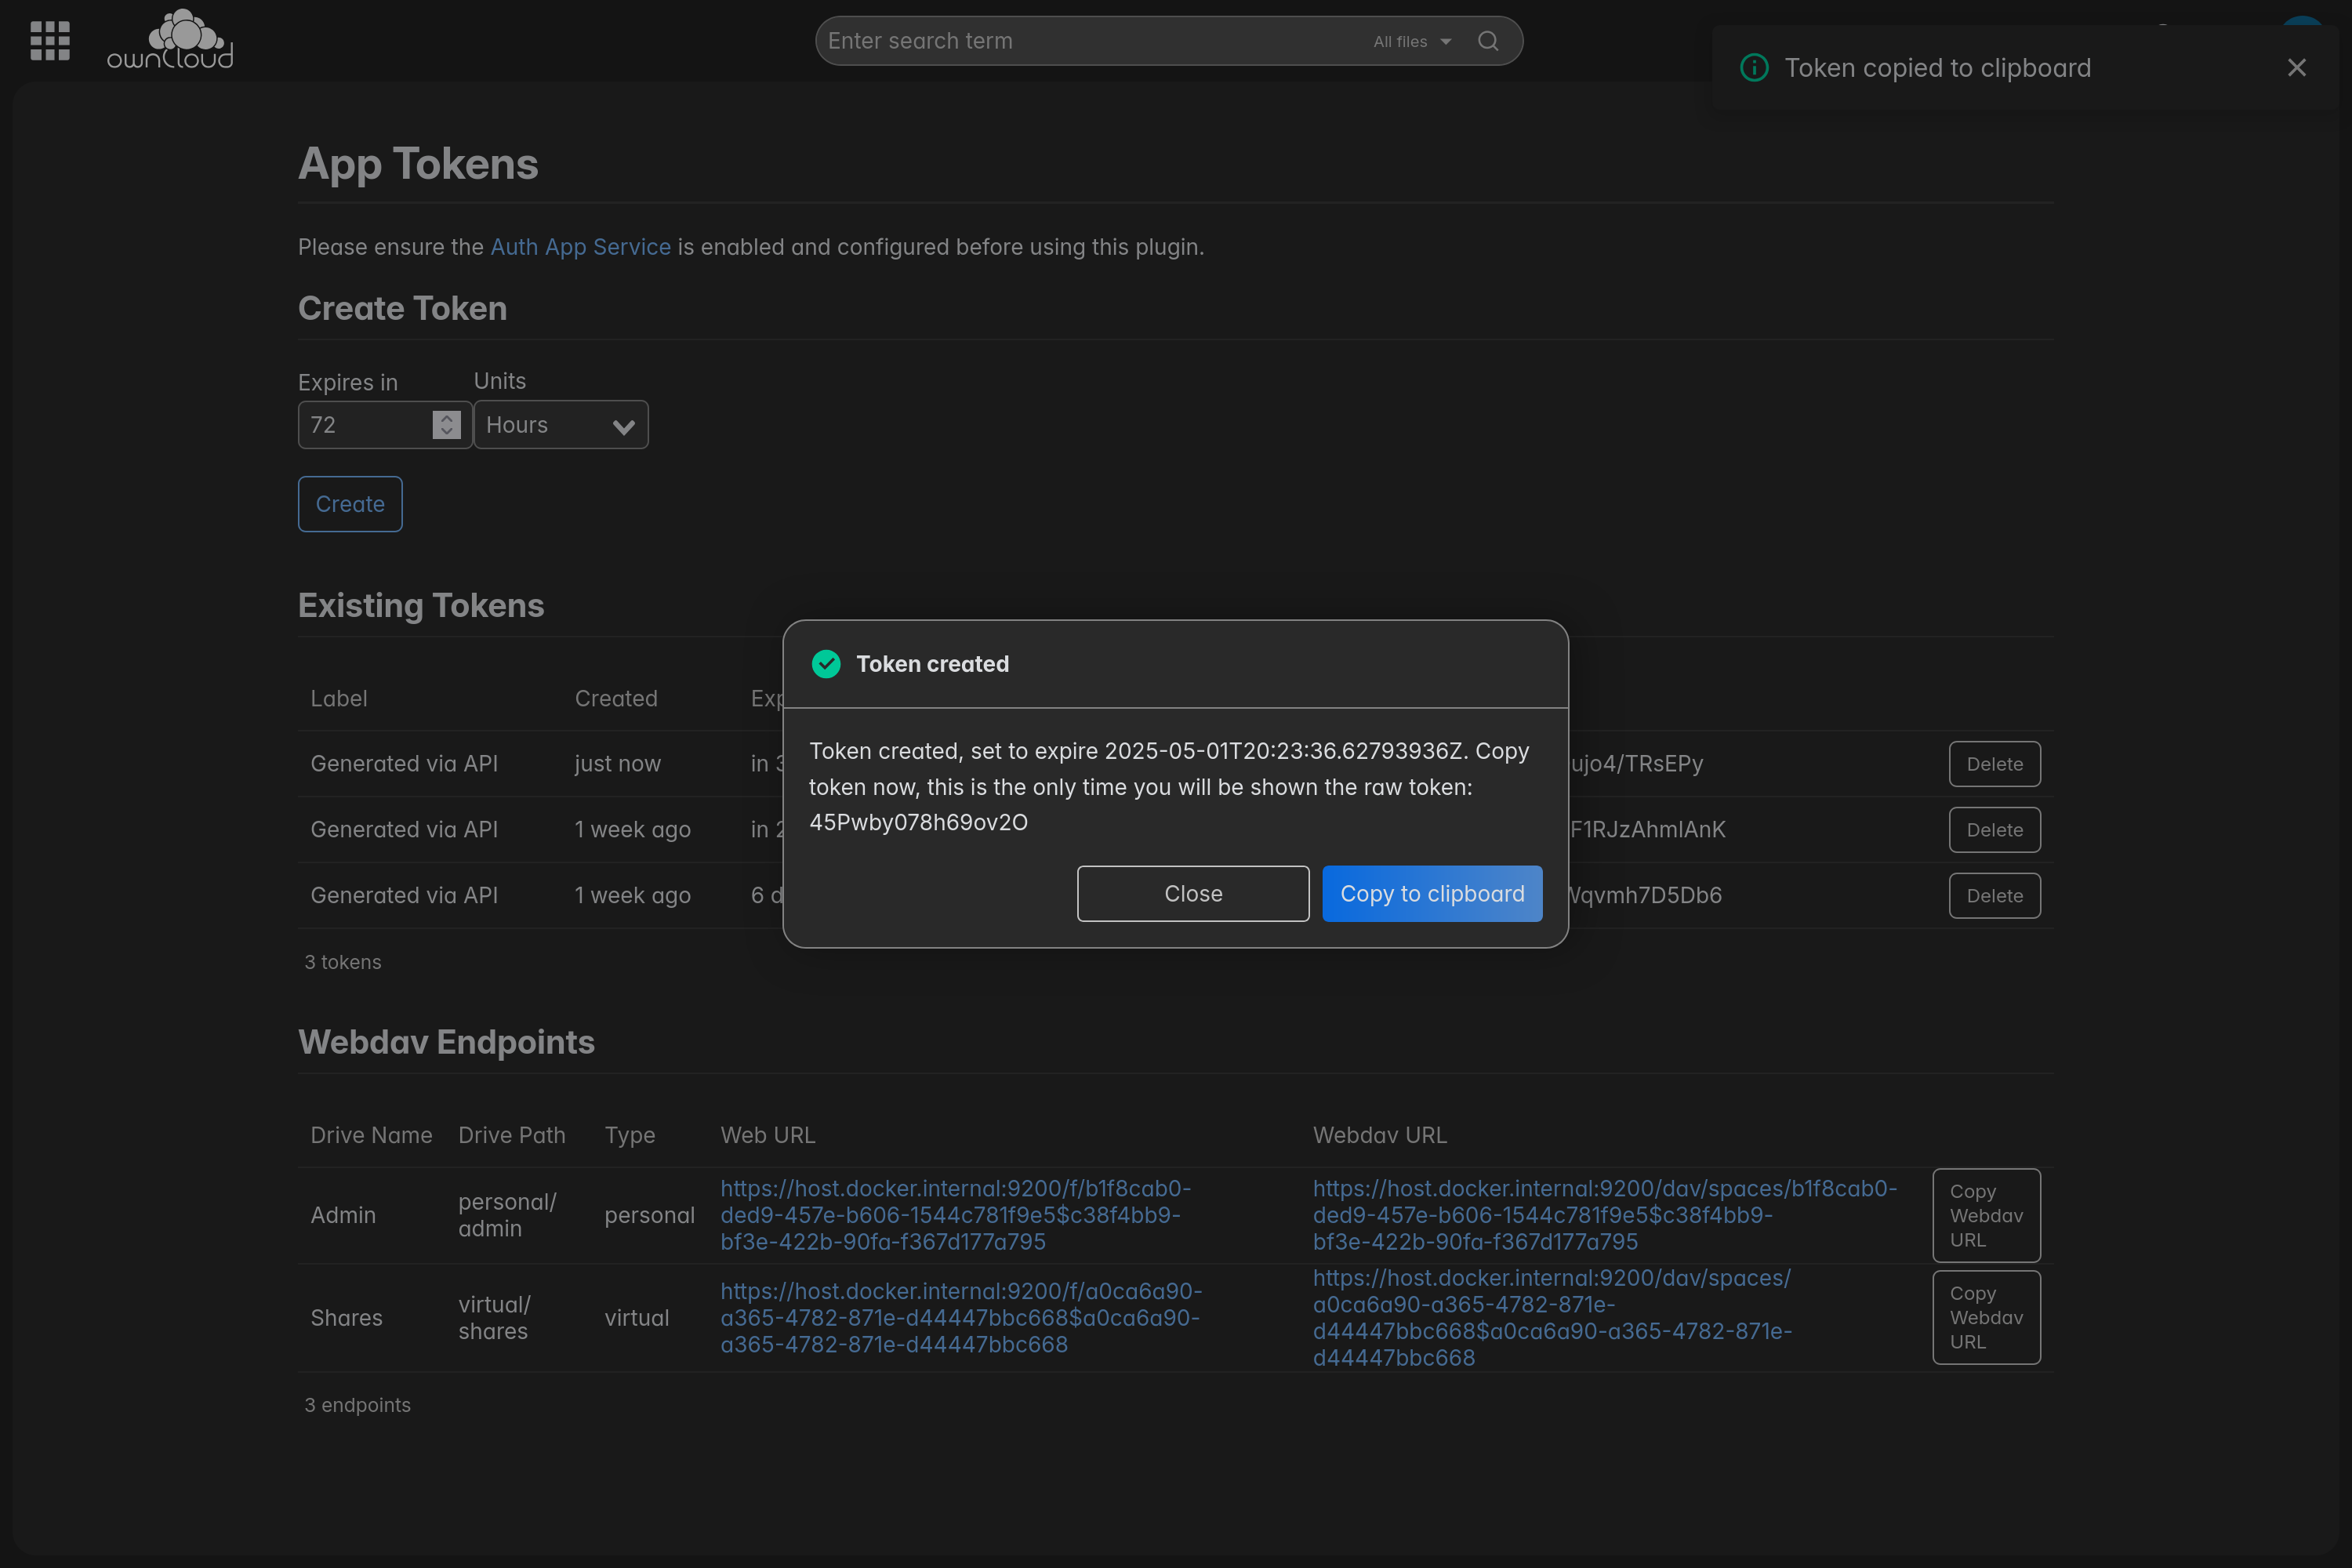 ownCloud
Enter search term
All files
Token copied to clipboard
App Tokens
Please ensure the Auth App Service is enabled and configured before using this plugin.
Create Token
Expires in
Units
72
Hours
Create
Existing Tokens
Label Created
Generated via API just now in ujo4/TRsEPy Delete
Generated via API 1 week ago in F1RJzAhmlAnK Delete
Generated via API 1 week ago 6 qvmh7D5Db6 Delete
3 tokens
Token created
Token created, set to expire 2025-05-01T20:23:36.62793936Z. Copy
token now, this is the only time you will be shown the raw token:
45Pwby078h69ov2O
Close
Copy to clipboard
Webdav Endpoints
Drive Name Drive Path Type Web URL Webdav URL
Admin
personal/
admin
personal
https://host.docker.internal:9200/f/b1f8cab0-
ded9-457e-b606-1544c781f9e5$c38f4bb9-
bf3e-422b-90fa-f367d177a795
https://host.docker.internal:9200/dav/spaces/b1f8cab0-
ded9-457e-b606-1544c781f9e5$c38f4bb9-
bf3e-422b-90fa-f367d177a795
Copy
Webdav
URL
Shares
virtual/
shares
virtual
https://host.docker.internal:9200/f/a0ca6a90-
a365-4782-871e-d44447bbc668$a0ca6a90-
a365-4782-871e-d44447bbc668
https://host.docker.internal:9200/dav/spaces/
a0ca6a90-a365-4782-871e-
d44447bbc668$a0ca6a90-a365-4782-871e-
d44447bbc668
Copy
Webdav
URL
3 endpoints